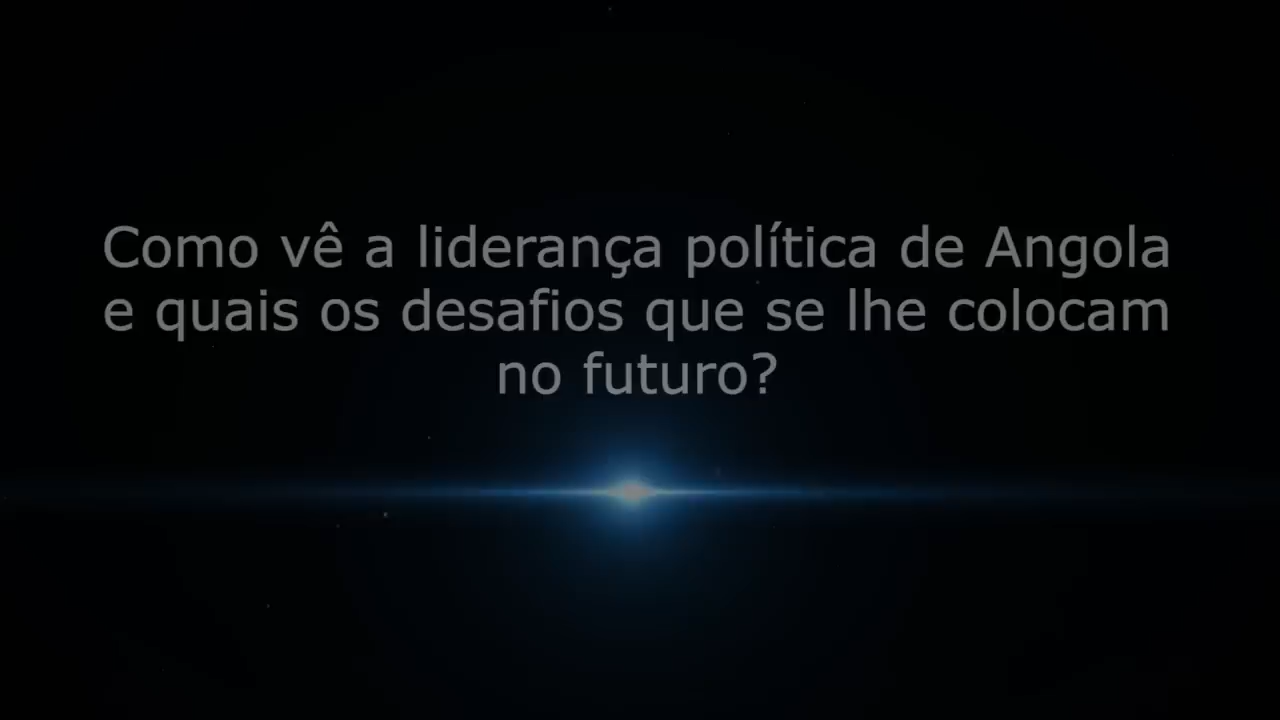 Como vê a liderança política de Angola
e quais os desafios que se lhe colocam
no futuro?